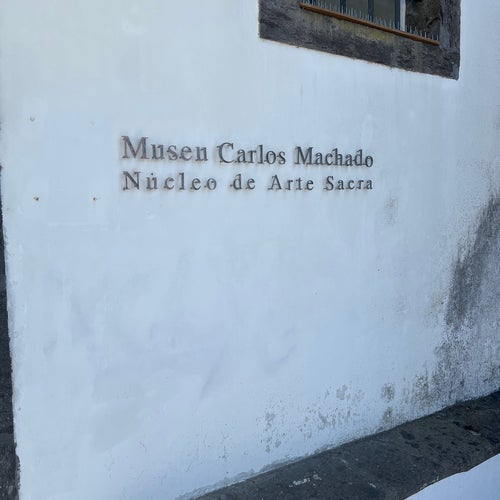 Museu Carlos Machado
Núcleo de Arte Sacra